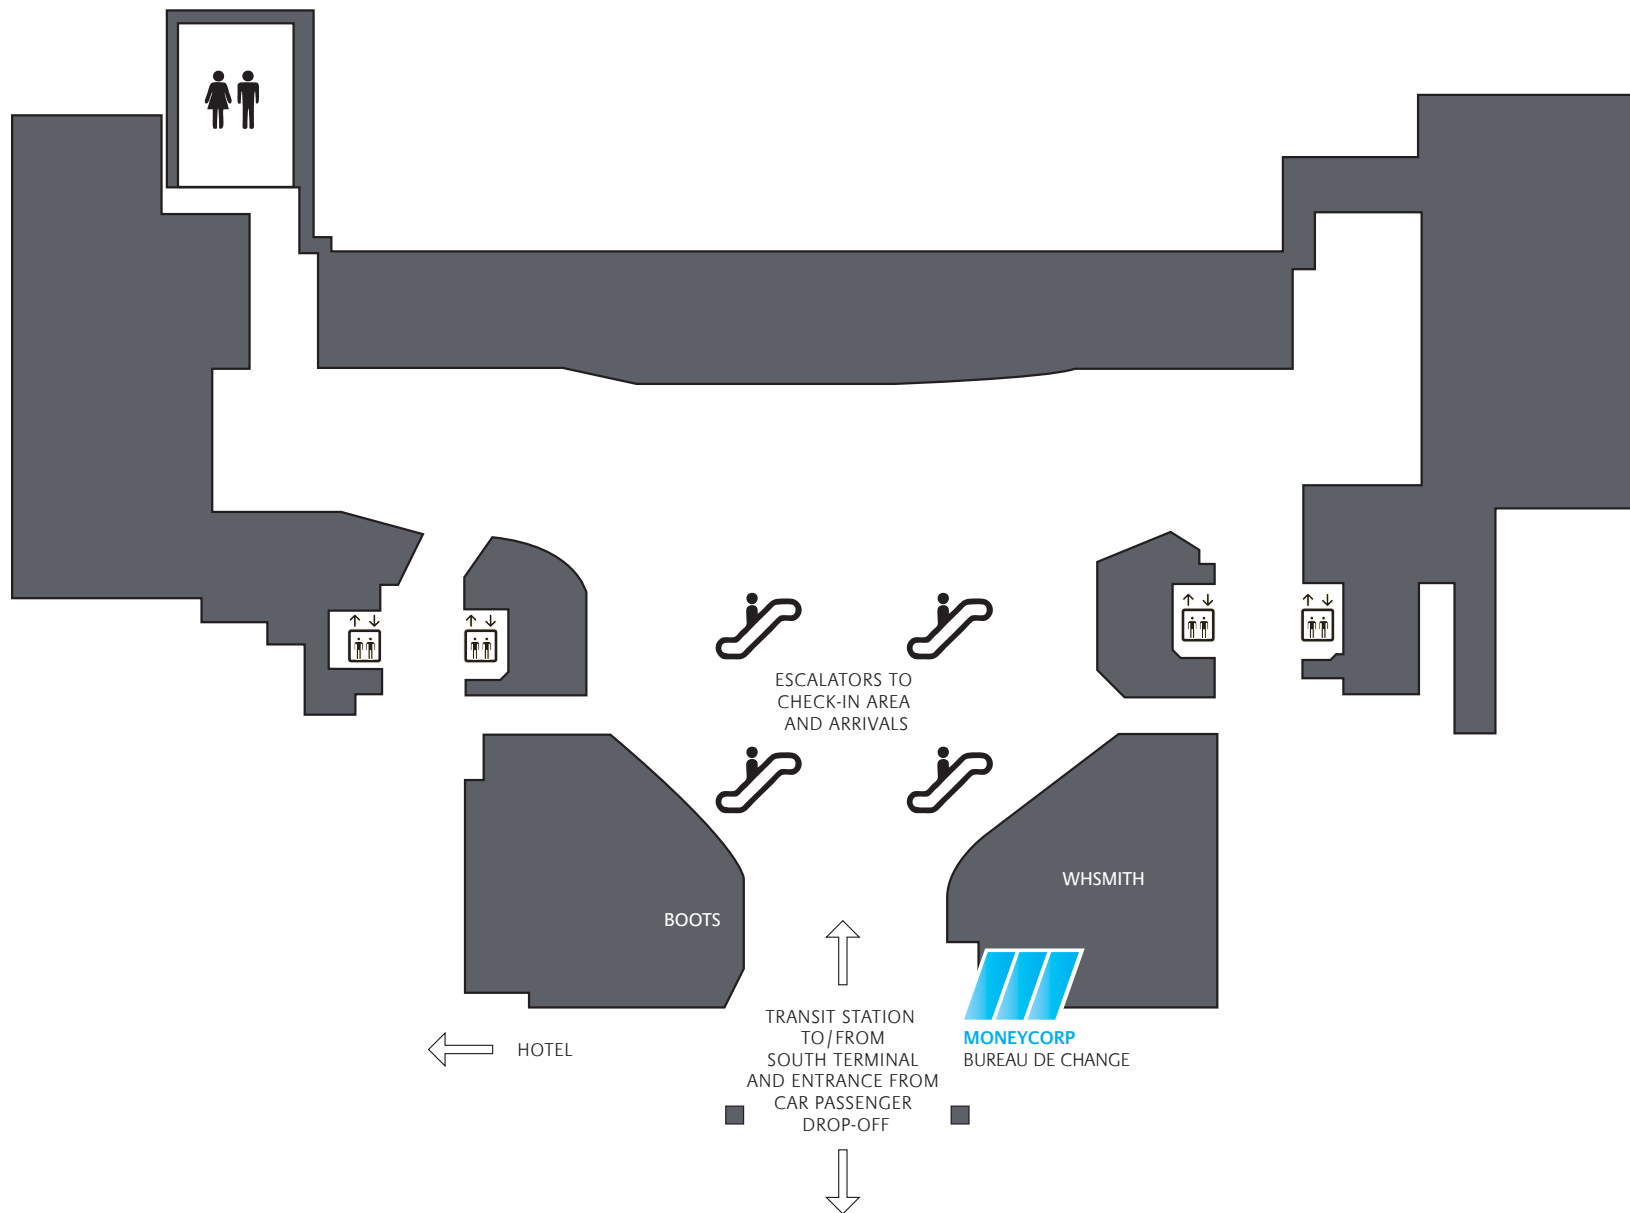 ESCALATORS TO
CHECK-IN AREA
AND ARRIVALS
WHSMITH
BOOTS
TRANSIT STATION
TO/FROM
SOUTH TERMINAL
AND ENTRANCE FROM
CAR PASSENGER
DROP-OFF
HOTEL
MONEYCORP
BUREAU DE CHANGE